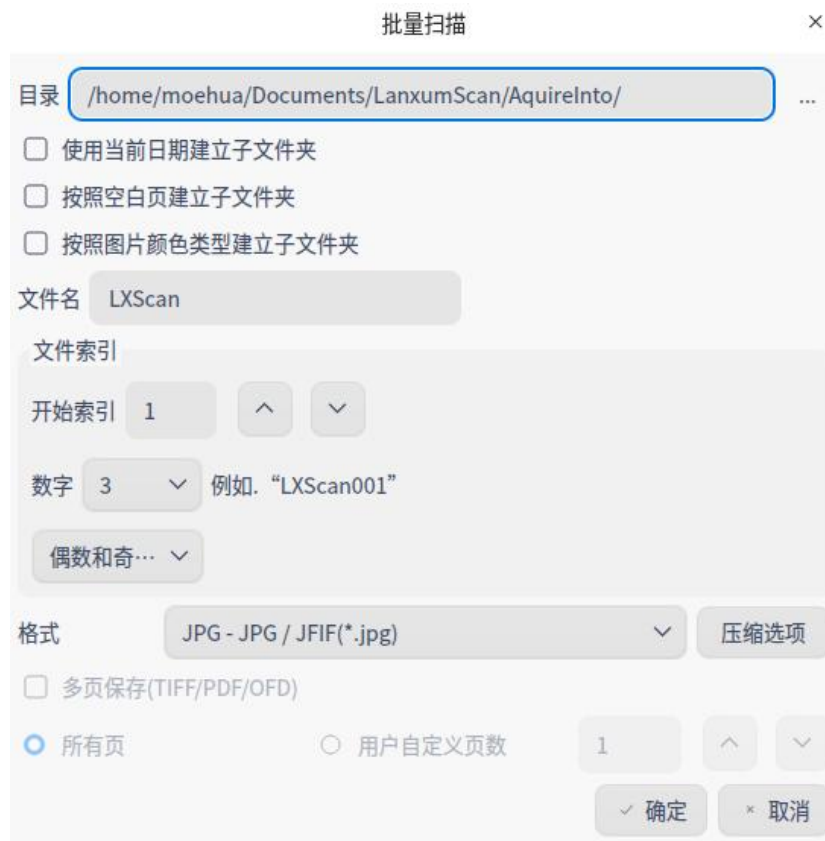 批量扫描
目录 /home/moehua/Documents/LanxumScan/AquireInto/ ...
使用当前日期建立子文件夹
按照空白页建立子文件夹
按照图片颜色类型建立子文件夹
文件名 LXScan
文件索引
开始索引 1
数字 3 例如.“LXScan001”
偶数和奇···
格式 JPG - JPG / JFIF(*.jpg) 压缩选项
多页保存(TIFF/PDF/OFD)
所有页 用户自定义页数 1
确定 取消